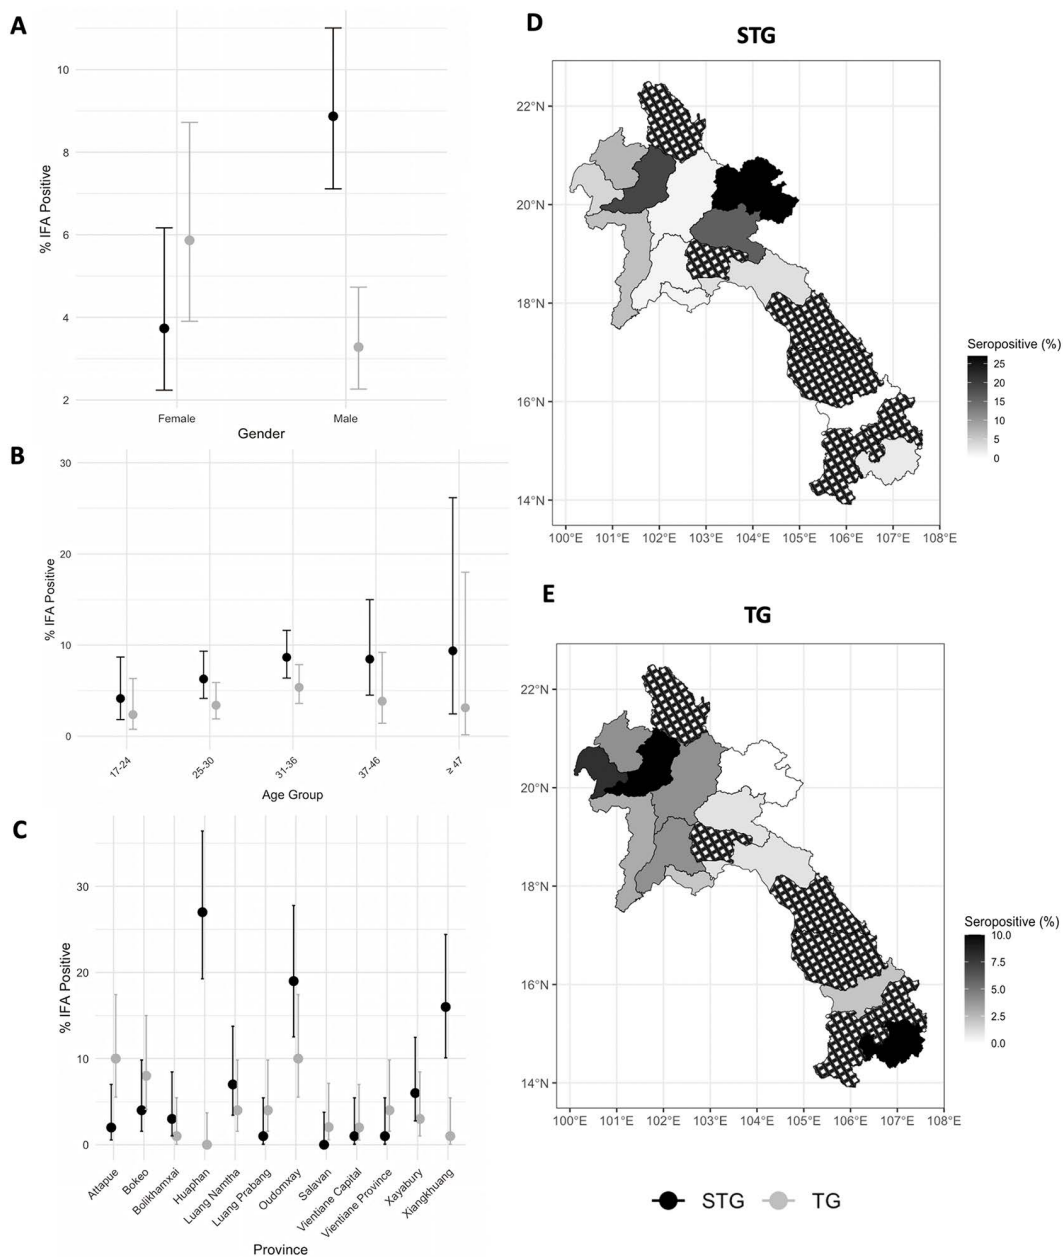 A
% IFA Positive
10
8
6
4
2
Female
Male
Gender
B
% IFA Positive
30
20
10
0
17-24
25-30
31-36
37-46
≥ 47
Age Group
C
% IFA Positive
30
20
10
0
Attapue
Bokeo
Bolikhamxai
Huaphan
Luang Namtha
Luang Prabang
Oudomxay
Salavan
Vientiane Capital
Vientiane Province
Xayabury
Xiangkhuang
Province
D
STG
22°N
20°N
18°N
16°N
14°N
100°E 101°E 102°E 103°E 104°E 105°E 106°E 107°E 108°E
Seropositive (%)
25
20
15
10
5
0
E
TG
22°N
20°N
18°N
16°N
14°N
100°E 101°E 102°E 103°E 104°E 105°E 106°E 107°E 108°E
Seropositive (%)
10.0
7.5
5.0
2.5
0.0
STG TG